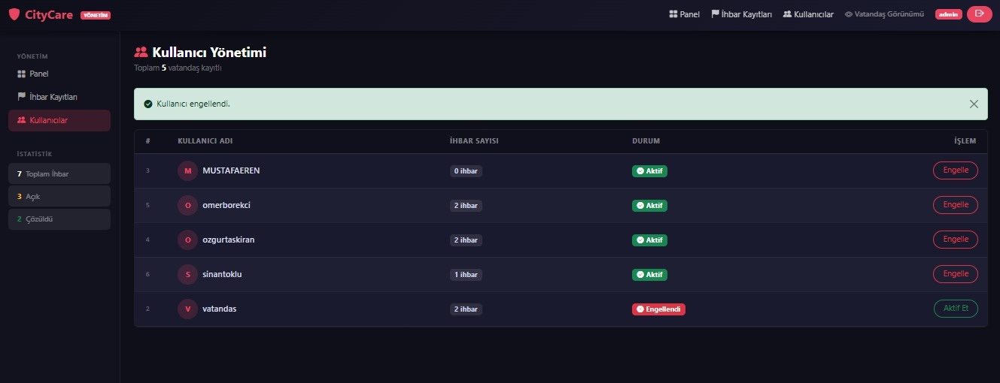 CityCare YÖNETİM Panel İhbar Kayıtları Kullanıcılar Vatandaş Görünümü admin
YÖNETİM
Panel
İhbar Kayıtları
Kullanıcılar
İSTATİSTİK
7 Toplam İhbar
3 Açık
2 Çözüldü
Kullanıcı Yönetimi
Toplam 5 vatandaş kayıtlı
Kullanıcı engellendi.
# KULLANICI ADI İHBAR SAYISI DURUM İŞLEM
3 M MUSTAFAEREN 0 ihbar Aktif Engelle
5 O omerborekci 2 ihbar Aktif Engelle
4 O ozgurtaskiran 2 ihbar Aktif Engelle
6 S sinantoklu 1 ihbar Aktif Engelle
2 V vatandas 2 ihbar Engellendi Aktif Et